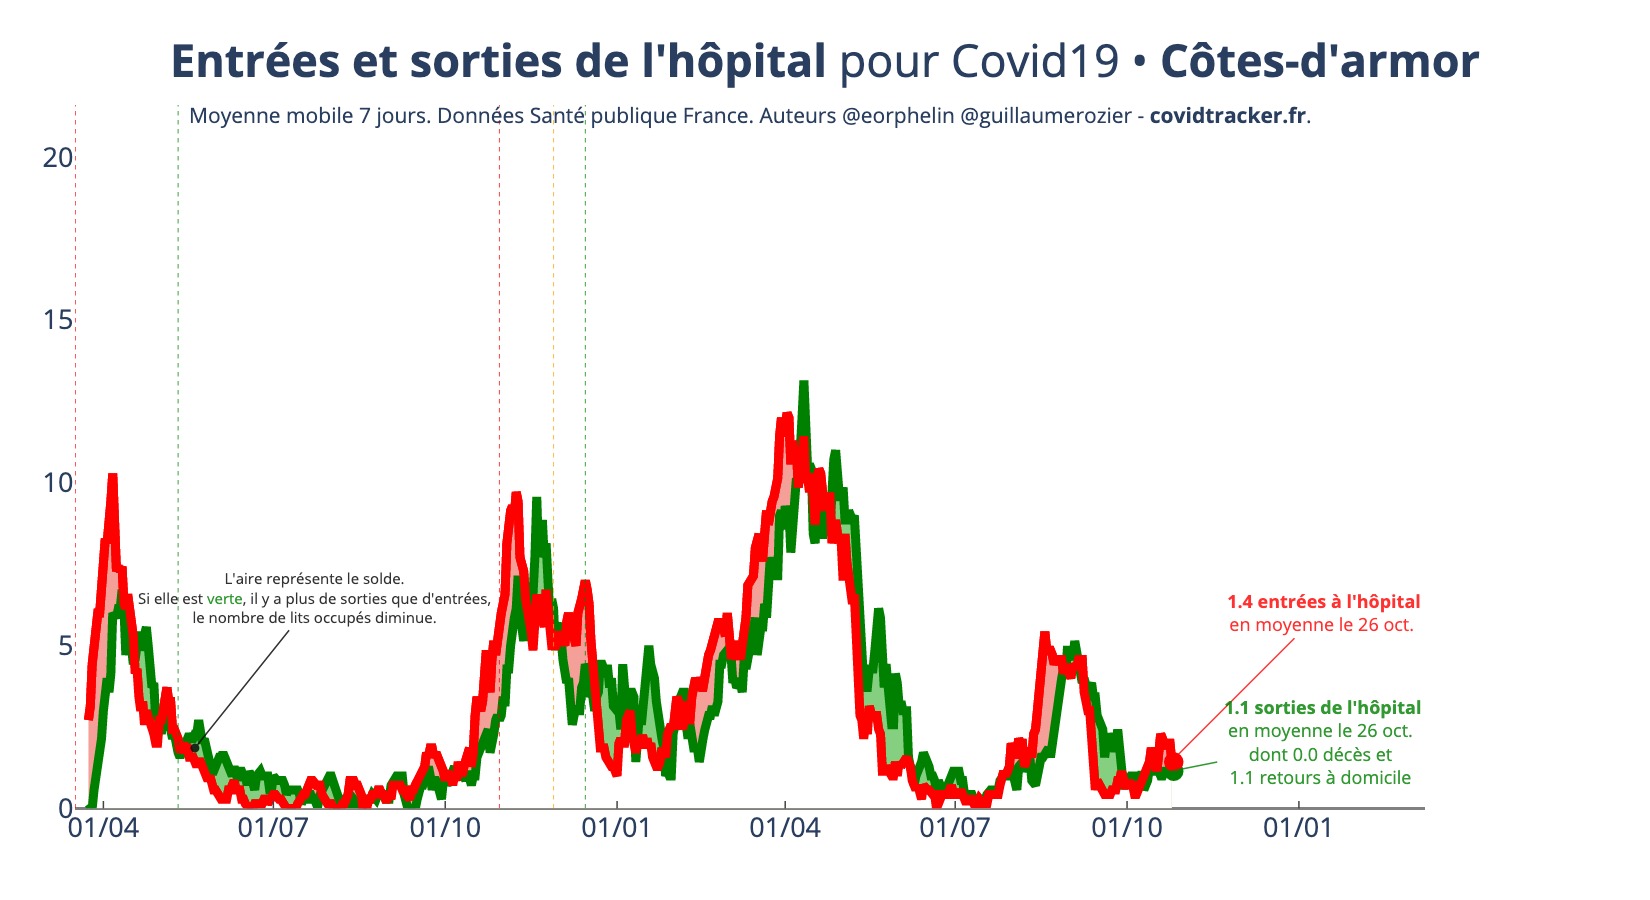 Entrées et sorties de l'hôpital pour Covid19 • Côtes-d'armor
Moyenne mobile 7 jours. Données Santé publique France. Auteurs @eorphelin @guillaumerozier - covidtracker.fr.
20
15
10
5
0
L'aire représente le solde.
Si elle est verte, il y a plus de sorties que d'entrées,
le nombre de lits occupés diminue.
1.4 entrées à l'hôpital
en moyenne le 26 oct.
1.1 sorties de l'hôpital
en moyenne le 26 oct.
dont 0.0 décès et
1.1 retours à domicile
01/04
01/07
01/10
01/01
01/04
01/07
01/10
01/01